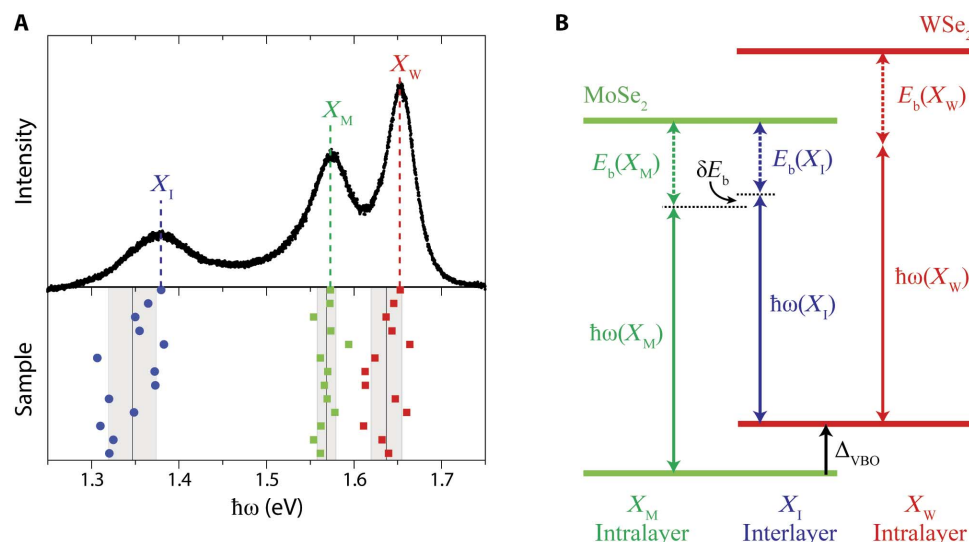 A
X_W
X_M
X_I
Intensity
Sample
1.3 1.4 1.5 1.6 1.7
ħω (eV)
B
WSe₂
MoSe₂
E_b(X_W)
E_b(X_M)
δE_b
E_b(X_I)
ħω(X_W)
ħω(X_I)
ħω(X_M)
Δ_VBO
X_M X_I X_W
Intralayer Interlayer Intralayer